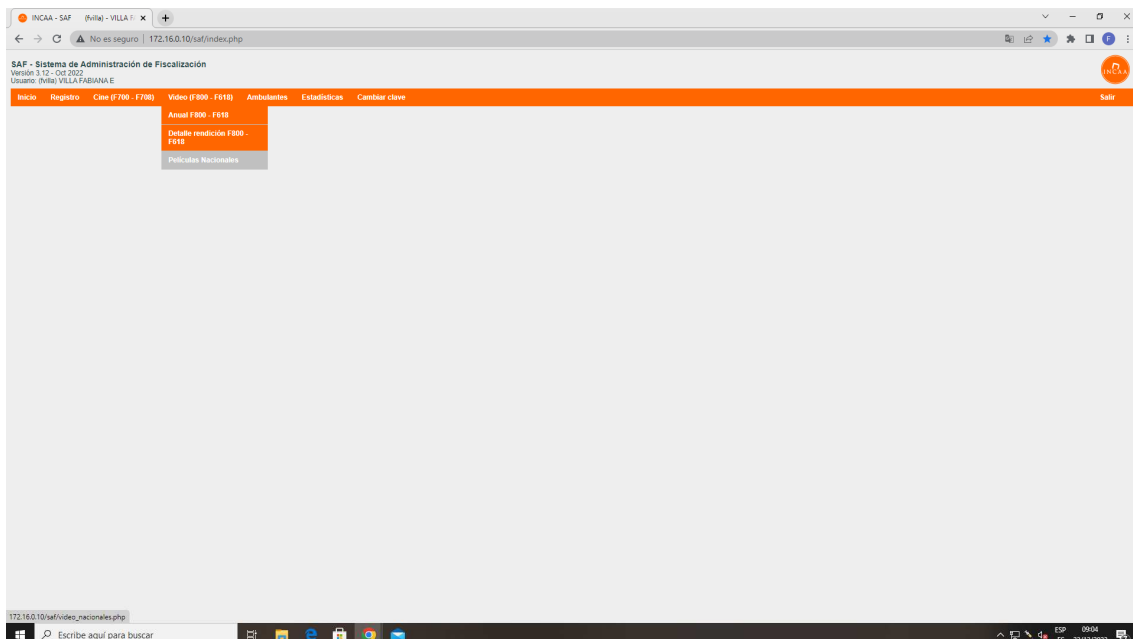 INCAA - SAF (fvilla) - VILLA F
No es seguro | 172.16.0.10/saf/index.php
SAF - Sistema de Administración de Fiscalización
Versión 3.12 - Oct 2022
Usuario: (fvilla) VILLA FABIANA E
INCAA
Inicio Registro Cine (F700 - F708) Video (F800 - F618) Ambulantes Estadísticas Cambiar clave Salir
Anual F800 - F618
Detalle rendición F800 -
F618
Películas Nacionales
172.16.0.10/saf/video_nacionales.php
Escribe aquí para buscar
ESP 09:04